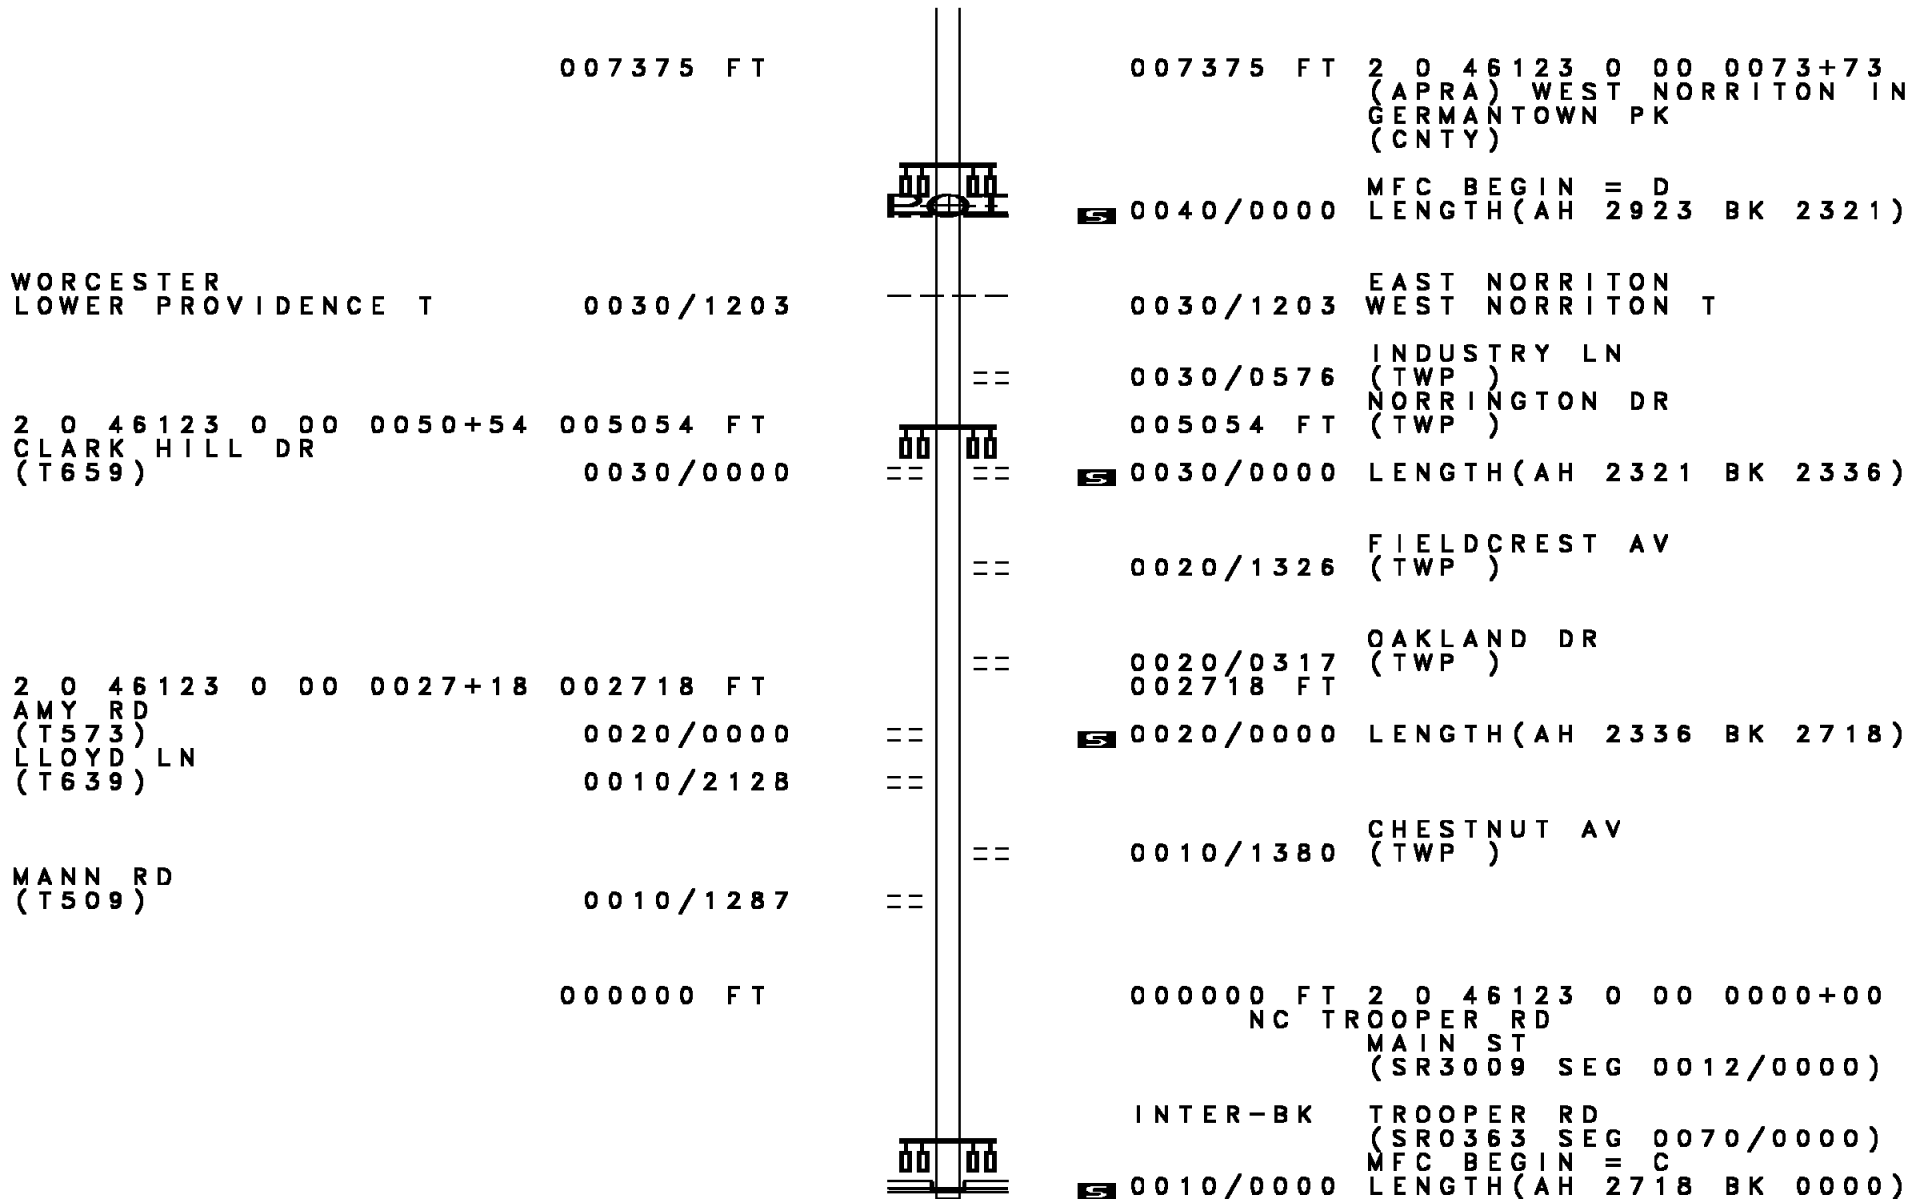 007375 FT 007375 FT 2 0 46123 0 00 0073+73
(APRA) WEST NORRITON IN
GERMANTOWN PK
(CNTY)
MFC BEGIN = D
S 0040/0000 LENGTH(AH 2923 BK 2321)
WORCESTER EAST NORRITON
LOWER PROVIDENCE T 0030/1203 0030/1203 WEST NORRITON T
INDUSTRY LN
0030/0576 (TWP )
NORRINGTON DR
2 0 46123 0 00 0050+54 005054 FT 005054 FT (TWP )
CLARK HILL DR
(T659) 0030/0000 S 0030/0000 LENGTH(AH 2321 BK 2336)
FIELDCREST AV
0020/1326 (TWP )
OAKLAND DR
0020/0317 (TWP )
2 0 46123 0 00 0027+18 002718 FT 002718 FT
AMY RD
(T573) 0020/0000 S 0020/0000 LENGTH(AH 2336 BK 2718)
LLOYD LN
(T639) 0010/2128
CHESTNUT AV
0010/1380 (TWP )
MANN RD
(T509) 0010/1287
000000 FT 000000 FT 2 0 46123 0 00 0000+00
NC TROOPER RD
MAIN ST
(SR3009 SEG 0012/0000)
INTER-BK TROOPER RD
(SR0363 SEG 0070/0000)
MFC BEGIN = C
S 0010/0000 LENGTH(AH 2718 BK 0000)